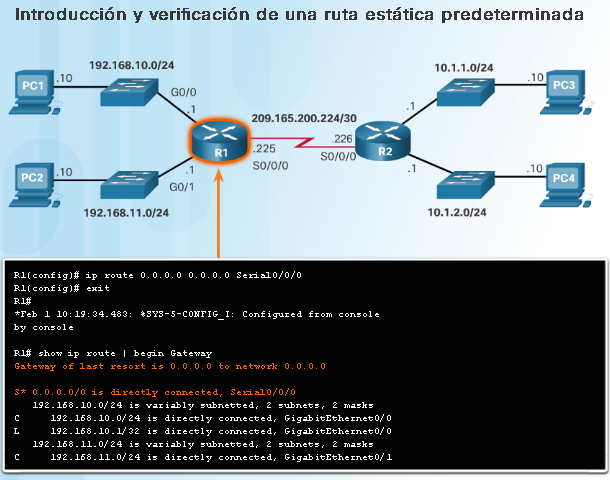 Introducción y verificación de una ruta estática predeterminada
192.168.10.0/24
10.1.1.0/24
PC1
.10
G0/0
.1
.1
.10
PC3
209.165.200.224/30
R1
.225
S0/0/0
.226
S0/0/0
R2
PC2
.10
.1
G0/1
.1
.10
PC4
192.168.11.0/24
10.1.2.0/24
R1(config)# ip route 0.0.0.0 0.0.0.0 Serial0/0/0
R1(config)# exit
R1#
*Feb 1 10:19:34.483: %SYS-5-CONFIG_I: Configured from console
by console
R1# show ip route | begin Gateway
Gateway of last resort is 0.0.0.0 to network 0.0.0.0
S* 0.0.0.0/0 is directly connected, Serial0/0/0
192.168.10.0/24 is variably subnetted, 2 subnets, 2 masks
C 192.168.10.0/24 is directly connected, GigabitEthernet0/0
L 192.168.10.1/32 is directly connected, GigabitEthernet0/0
192.168.11.0/24 is variably subnetted, 2 subnets, 2 masks
C 192.168.11.0/24 is directly connected, GigabitEthernet0/1